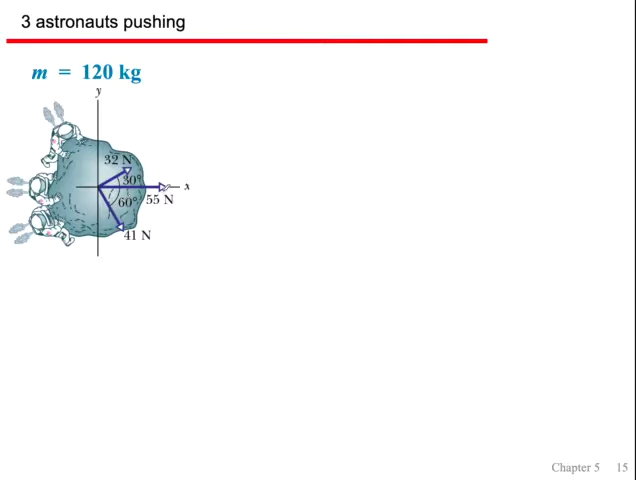 3 astronauts pushing
m = 120 kg
y
32 N
30°
x
60°
55 N
41 N
Chapter 5 15